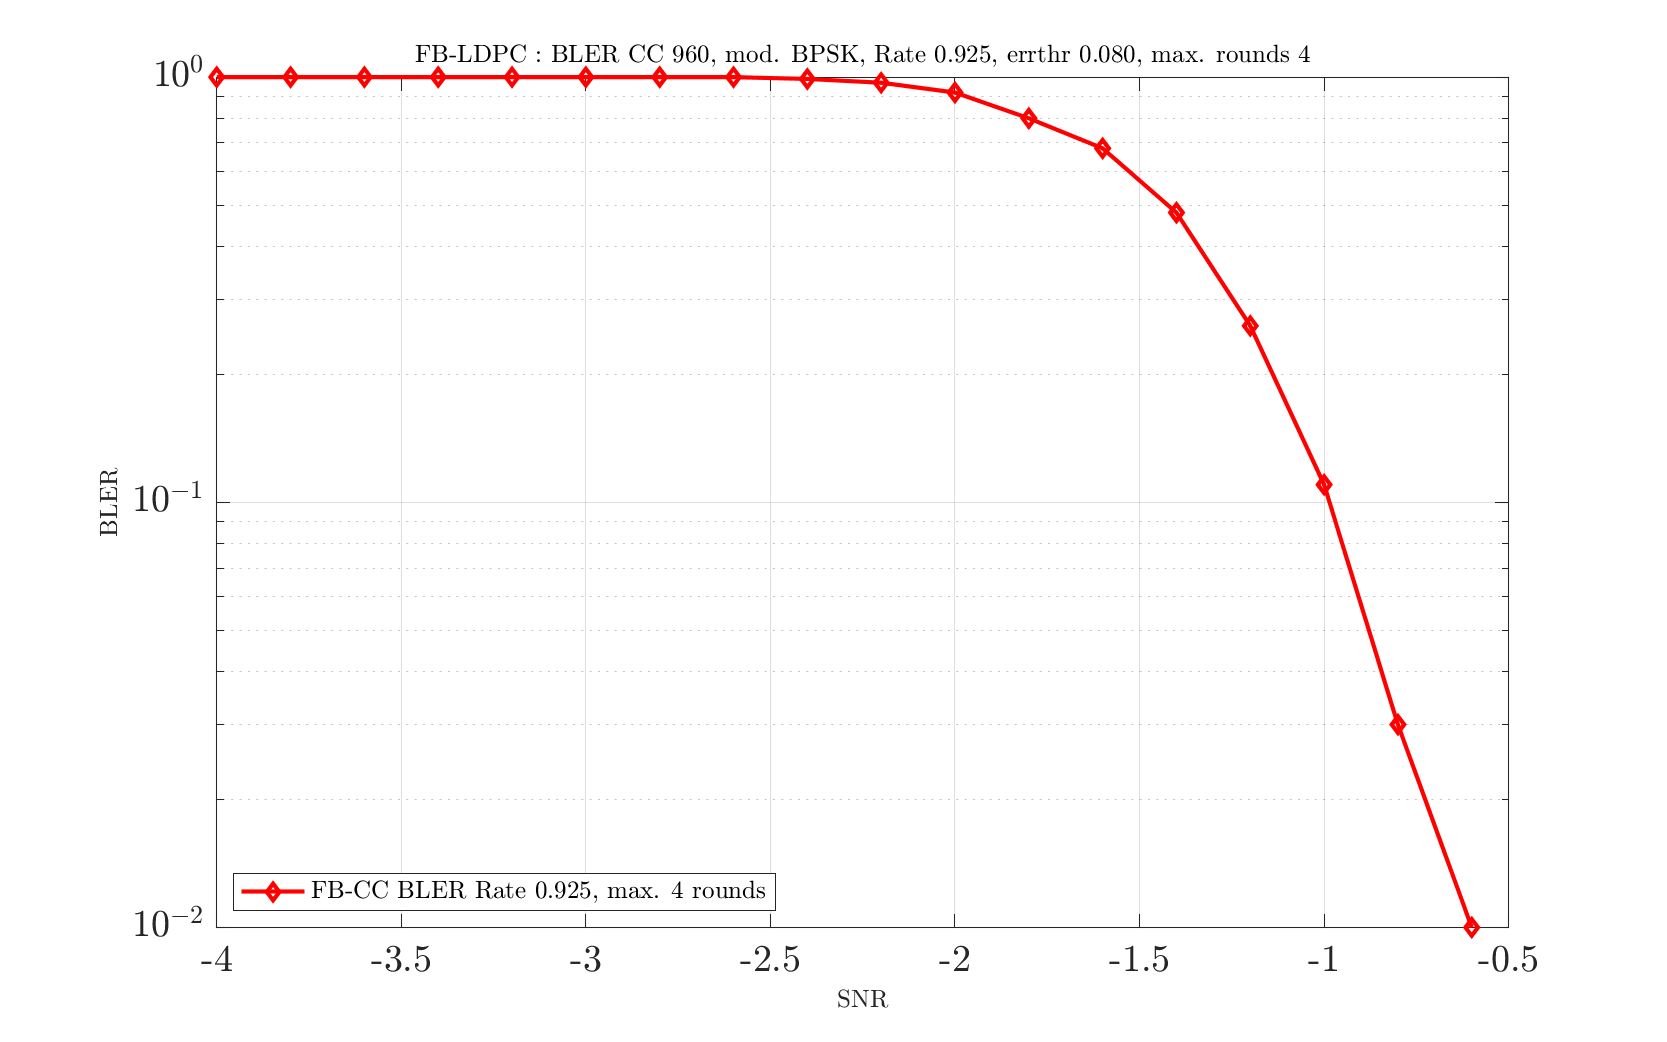 FB-LDPC : BLER CC 960, mod. BPSK, Rate 0.925, errthr 0.080, max. rounds 4
10^0
10^{-1}
10^{-2}
BLER
FB-CC BLER Rate 0.925, max. 4 rounds
-4 -3.5 -3 -2.5 -2 -1.5 -1 -0.5
SNR